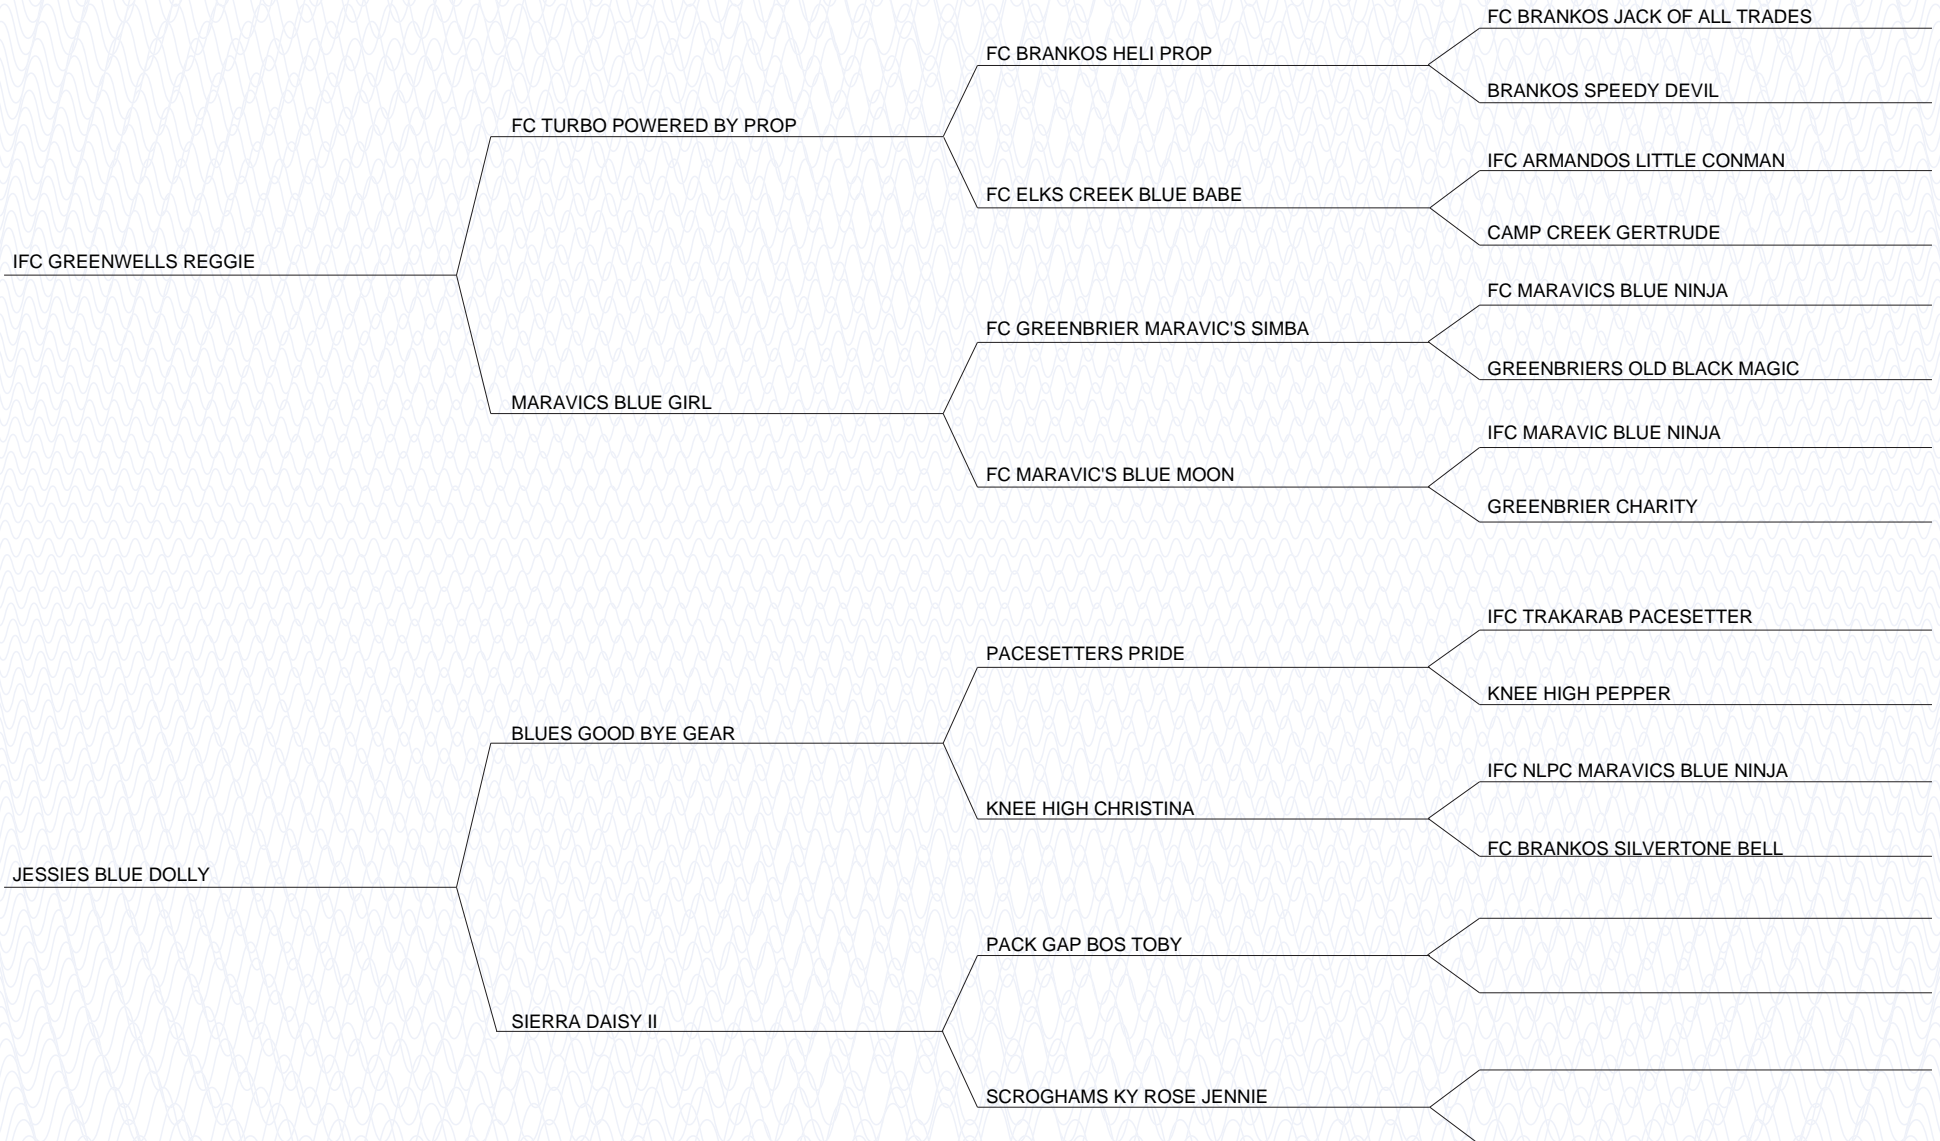 FC BRANKOS JACK OF ALL TRADES
FC BRANKOS HELI PROP
BRANKOS SPEEDY DEVIL
FC TURBO POWERED BY PROP
IFC ARMANDOS LITTLE CONMAN
FC ELKS CREEK BLUE BABE
CAMP CREEK GERTRUDE
IFC GREENWELLS REGGIE
FC MARAVICS BLUE NINJA
FC GREENBRIER MARAVIC'S SIMBA
GREENBRIERS OLD BLACK MAGIC
MARAVICS BLUE GIRL
IFC MARAVIC BLUE NINJA
FC MARAVIC'S BLUE MOON
GREENBRIER CHARITY
IFC TRAKARAB PACESETTER
PACESETTERS PRIDE
KNEE HIGH PEPPER
BLUES GOOD BYE GEAR
IFC NLPC MARAVICS BLUE NINJA
KNEE HIGH CHRISTINA
FC BRANKOS SILVERTONE BELL
JESSIES BLUE DOLLY
PACK GAP BOS TOBY
SIERRA DAISY II
SCROGHAMS KY ROSE JENNIE